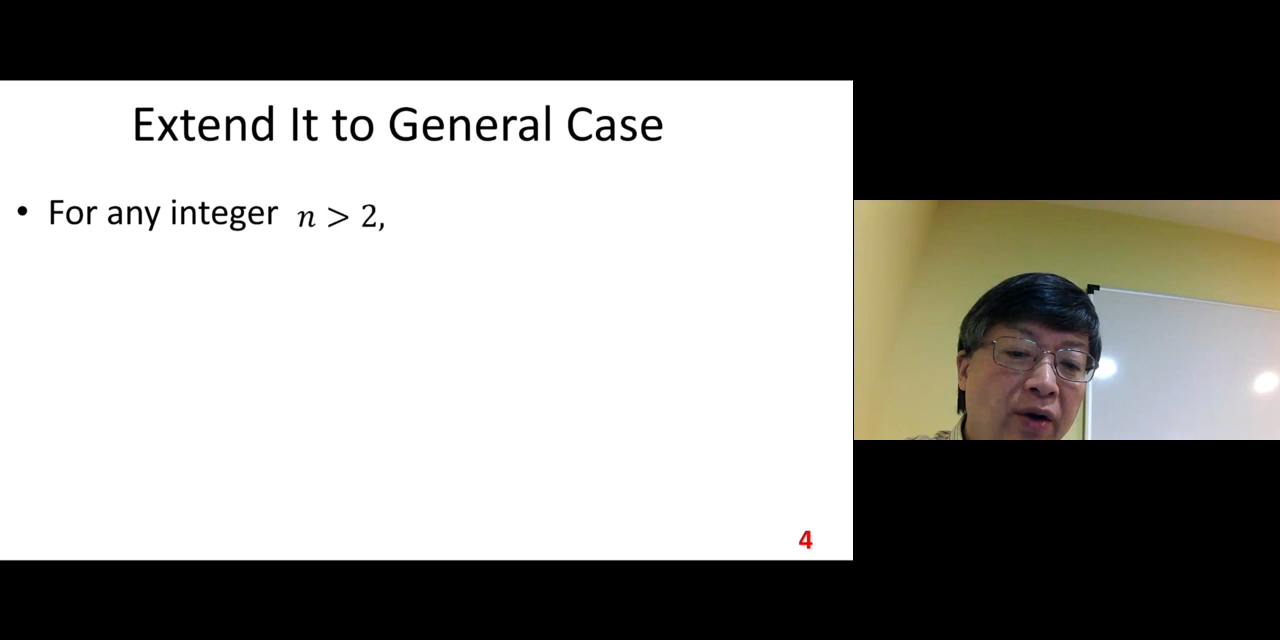 Extend It to General Case
• For any integer n > 2,
4